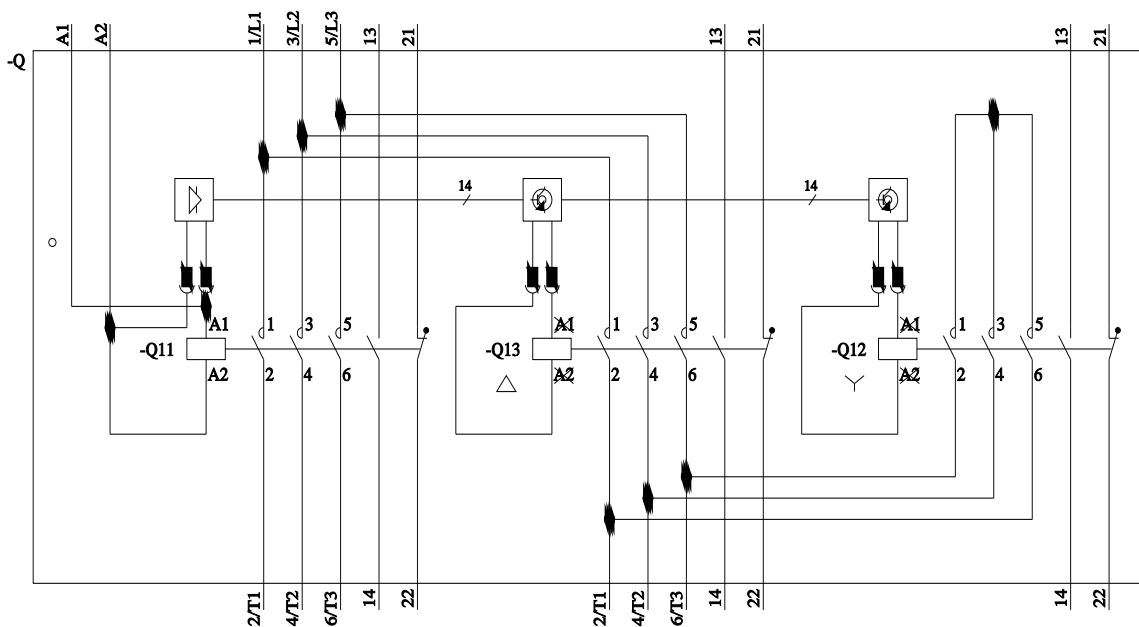 A1 A2 1/L1 3/L2 5/L3 13 21 13 21 13 21
-Q
14 14
A1 1 3 5 A1 1 3 5 A1 1 3 5
-Q11 -Q13 -Q12
A2 2 4 6 A2 2 4 6 A2 2 4 6
2/T1 4/T2 6/T3 14 22 2/T1 4/T2 6/T3 14 22 14 22